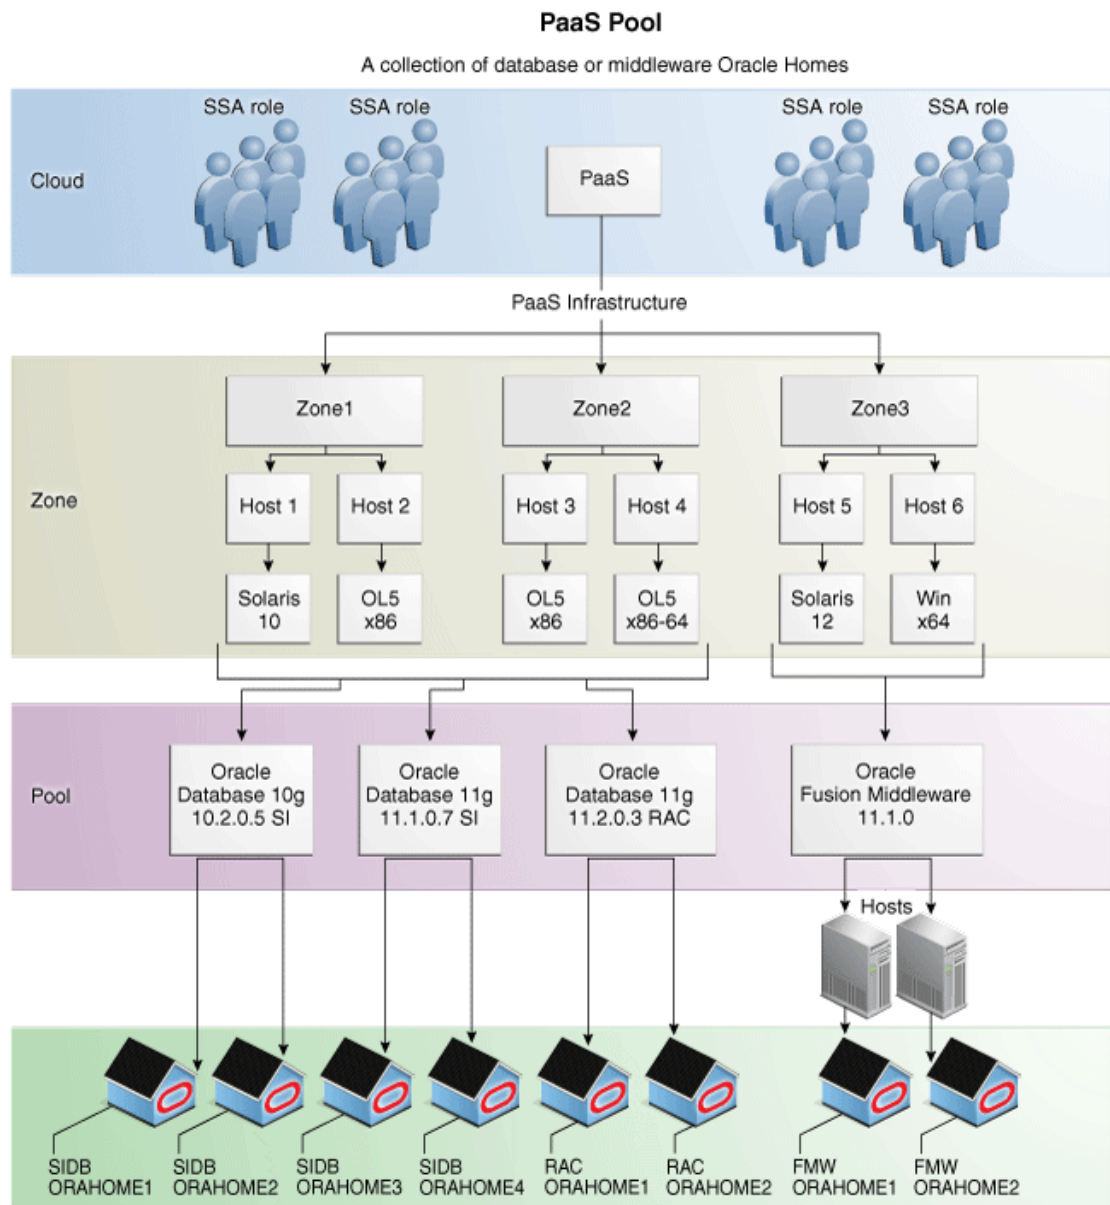 PaaS Pool
A collection of database or middleware Oracle Homes
SSA role
SSA role
SSA role
SSA role
Cloud
PaaS
PaaS Infrastructure
Zone1
Zone2
Zone3
Zone
Host 1
Host 2
Host 3
Host 4
Host 5
Host 6
Solaris
10
OL5
x86
OL5
x86
OL5
x86-64
Solaris
12
Win
x64
Pool
Oracle
Database 10g
10.2.0.5 SI
Oracle
Database 11g
11.1.0.7 SI
Oracle
Database 11g
11.2.0.3 RAC
Oracle
Fusion Middleware
11.1.0
Hosts
SIDB
ORAHOME1
SIDB
ORAHOME2
SIDB
ORAHOME3
SIDB
ORAHOME4
RAC
ORAHOME1
RAC
ORAHOME2
FMW
ORAHOME1
FMW
ORAHOME2